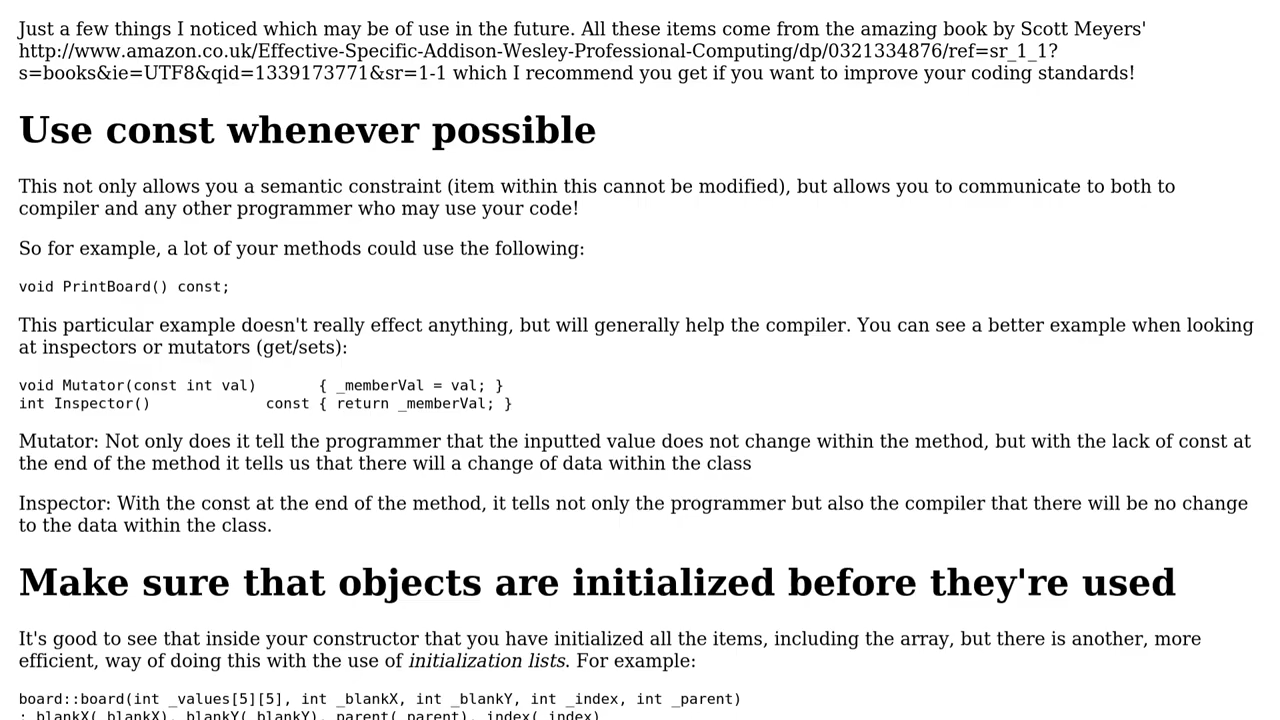 Just a few things I noticed which may be of use in the future. All these items come from the amazing book by Scott Meyers'
http://www.amazon.co.uk/Effective-Specific-Addison-Wesley-Professional-Computing/dp/0321334876/ref=sr_1_1?
s=books&ie=UTF8&qid=1339173771&sr=1-1 which I recommend you get if you want to improve your coding standards!
Use const whenever possible
This not only allows you a semantic constraint (item within this cannot be modified), but allows you to communicate to both to
compiler and any other programmer who may use your code!
So for example, a lot of your methods could use the following:
void PrintBoard() const;
This particular example doesn't really effect anything, but will generally help the compiler. You can see a better example when looking
at inspectors or mutators (get/sets):
void Mutator(const int val)       { _memberVal = val; }
int Inspector()             const { return _memberVal; }
Mutator: Not only does it tell the programmer that the inputted value does not change within the method, but with the lack of const at
the end of the method it tells us that there will a change of data within the class
Inspector: With the const at the end of the method, it tells not only the programmer but also the compiler that there will be no change
to the data within the class.
Make sure that objects are initialized before they're used
It's good to see that inside your constructor that you have initialized all the items, including the array, but there is another, more
efficient, way of doing this with the use of initialization lists. For example:
board::board(int _values[5][5], int _blankX, int _blankY, int _index, int _parent)
: blankX(_blankX), blankY(_blankY), parent(_parent), index(_index)